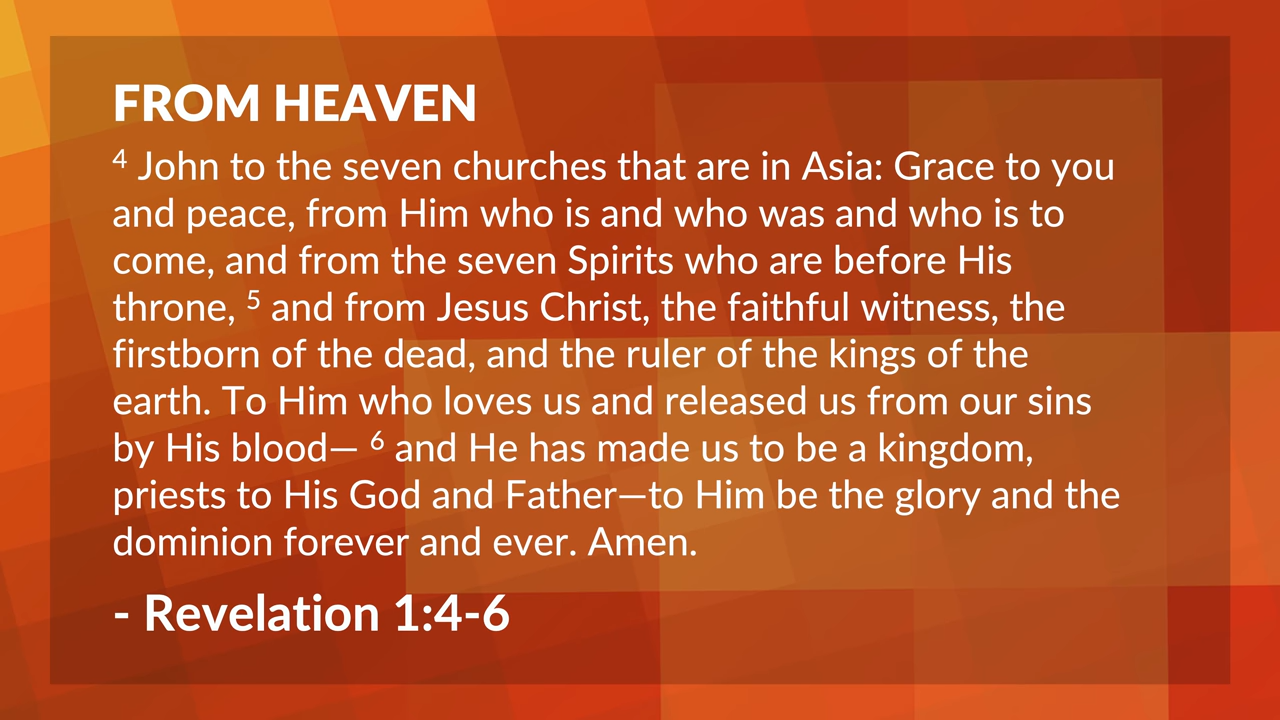 FROM HEAVEN
4 John to the seven churches that are in Asia: Grace to you
and peace, from Him who is and who was and who is to
come, and from the seven Spirits who are before His
throne, 5 and from Jesus Christ, the faithful witness, the
firstborn of the dead, and the ruler of the kings of the
earth. To Him who loves us and released us from our sins
by His blood— 6 and He has made us to be a kingdom,
priests to His God and Father—to Him be the glory and the
dominion forever and ever. Amen.
- Revelation 1:4-6